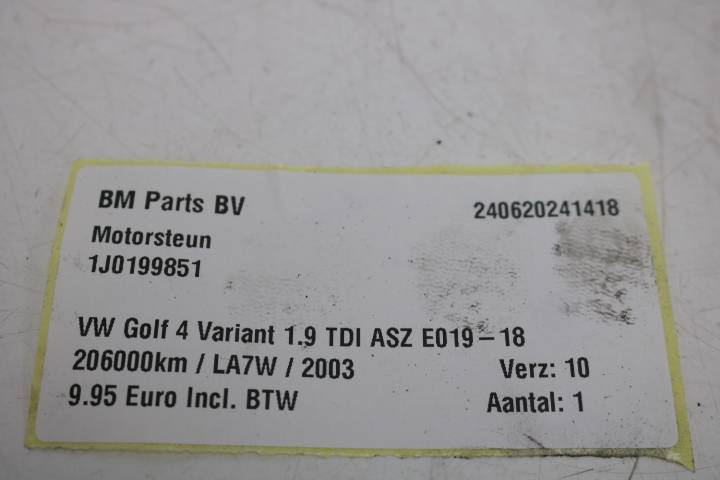 BM Parts BV 240620241418
Motorsteun
1J0199851
VW Golf 4 Variant 1.9 TDI ASZ E019-18
206000km / LA7W / 2003 Verz: 10
9.95 Euro Incl. BTW Aantal: 1